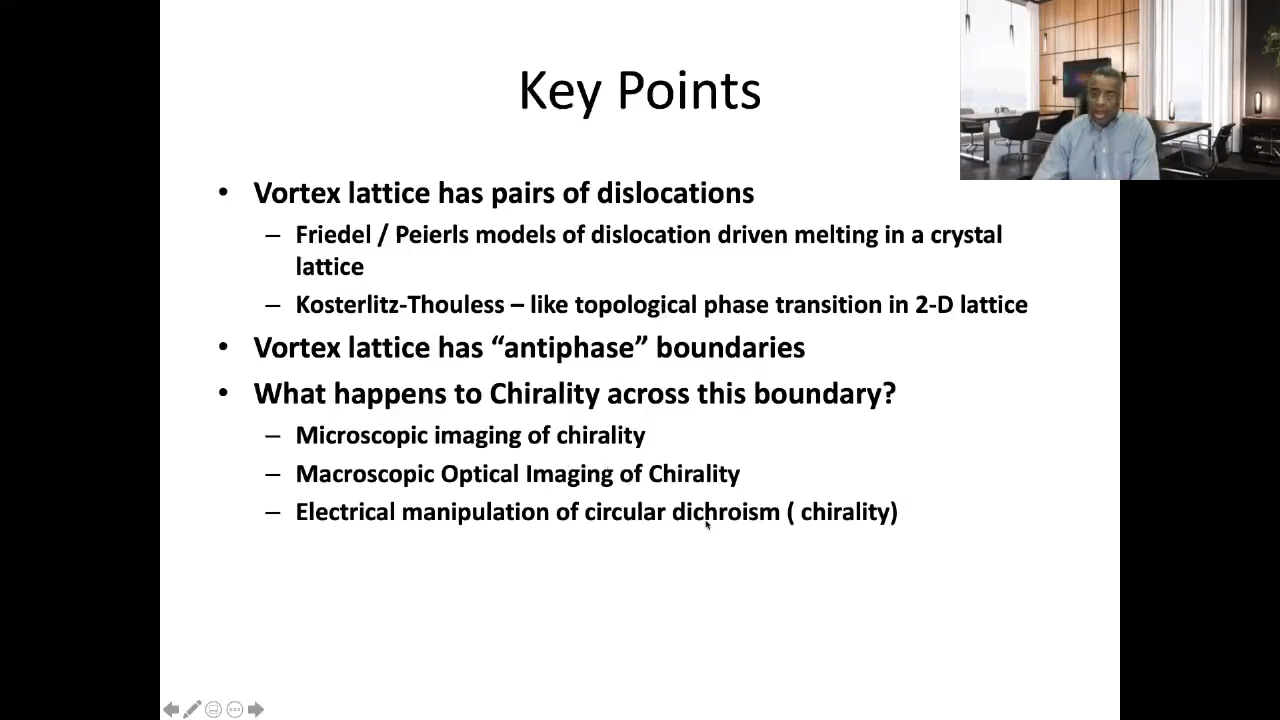 Key Points
• Vortex lattice has pairs of dislocations
– Friedel / Peierls models of dislocation driven melting in a crystal
lattice
– Kosterlitz-Thouless – like topological phase transition in 2-D lattice
• Vortex lattice has “antiphase” boundaries
• What happens to Chirality across this boundary?
– Microscopic imaging of chirality
– Macroscopic Optical Imaging of Chirality
– Electrical manipulation of circular dichroism ( chirality)